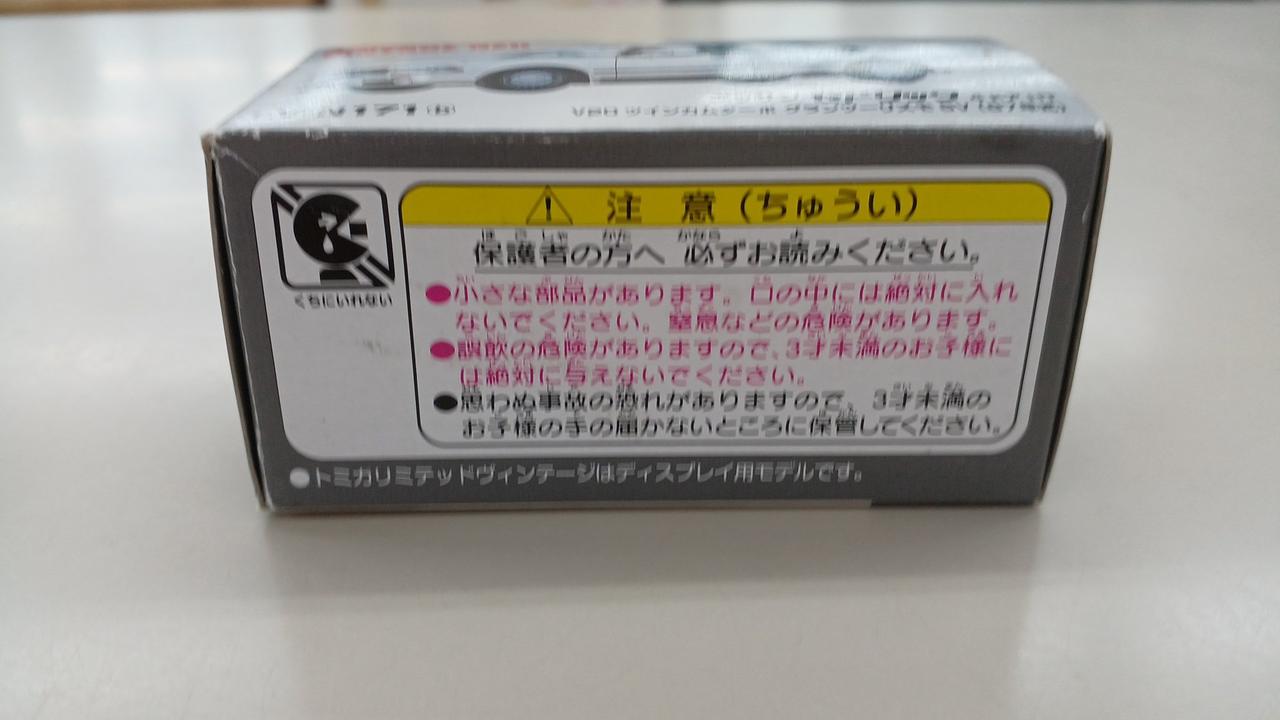 ⚠ 注意(ちゅうい)
保護者の方へ 必ずお読みください。
くちにいれない
●小さな部品があります。口の中には絶対に入れ
ないでください。窒息などの危険があります。
●誤飲の危険がありますので、3才未満のお子様に
は絶対に与えないでください。
●思わぬ事故の恐れがありますので、3才未満の
お子様の手の届かないところに保管してください。
●トミカリミテッドヴィンテージはディスプレイ用モデルです。